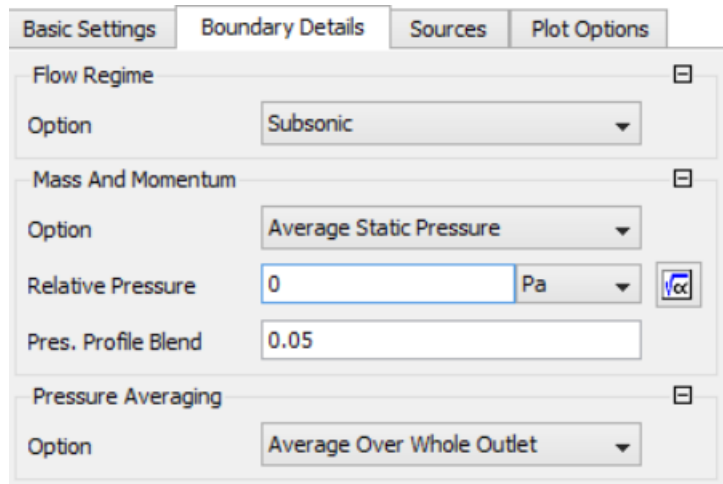 Basic Settings Boundary Details Sources Plot Options
Flow Regime
Option Subsonic
Mass And Momentum
Option Average Static Pressure
Relative Pressure 0 Pa √α
Pres. Profile Blend 0.05
Pressure Averaging
Option Average Over Whole Outlet